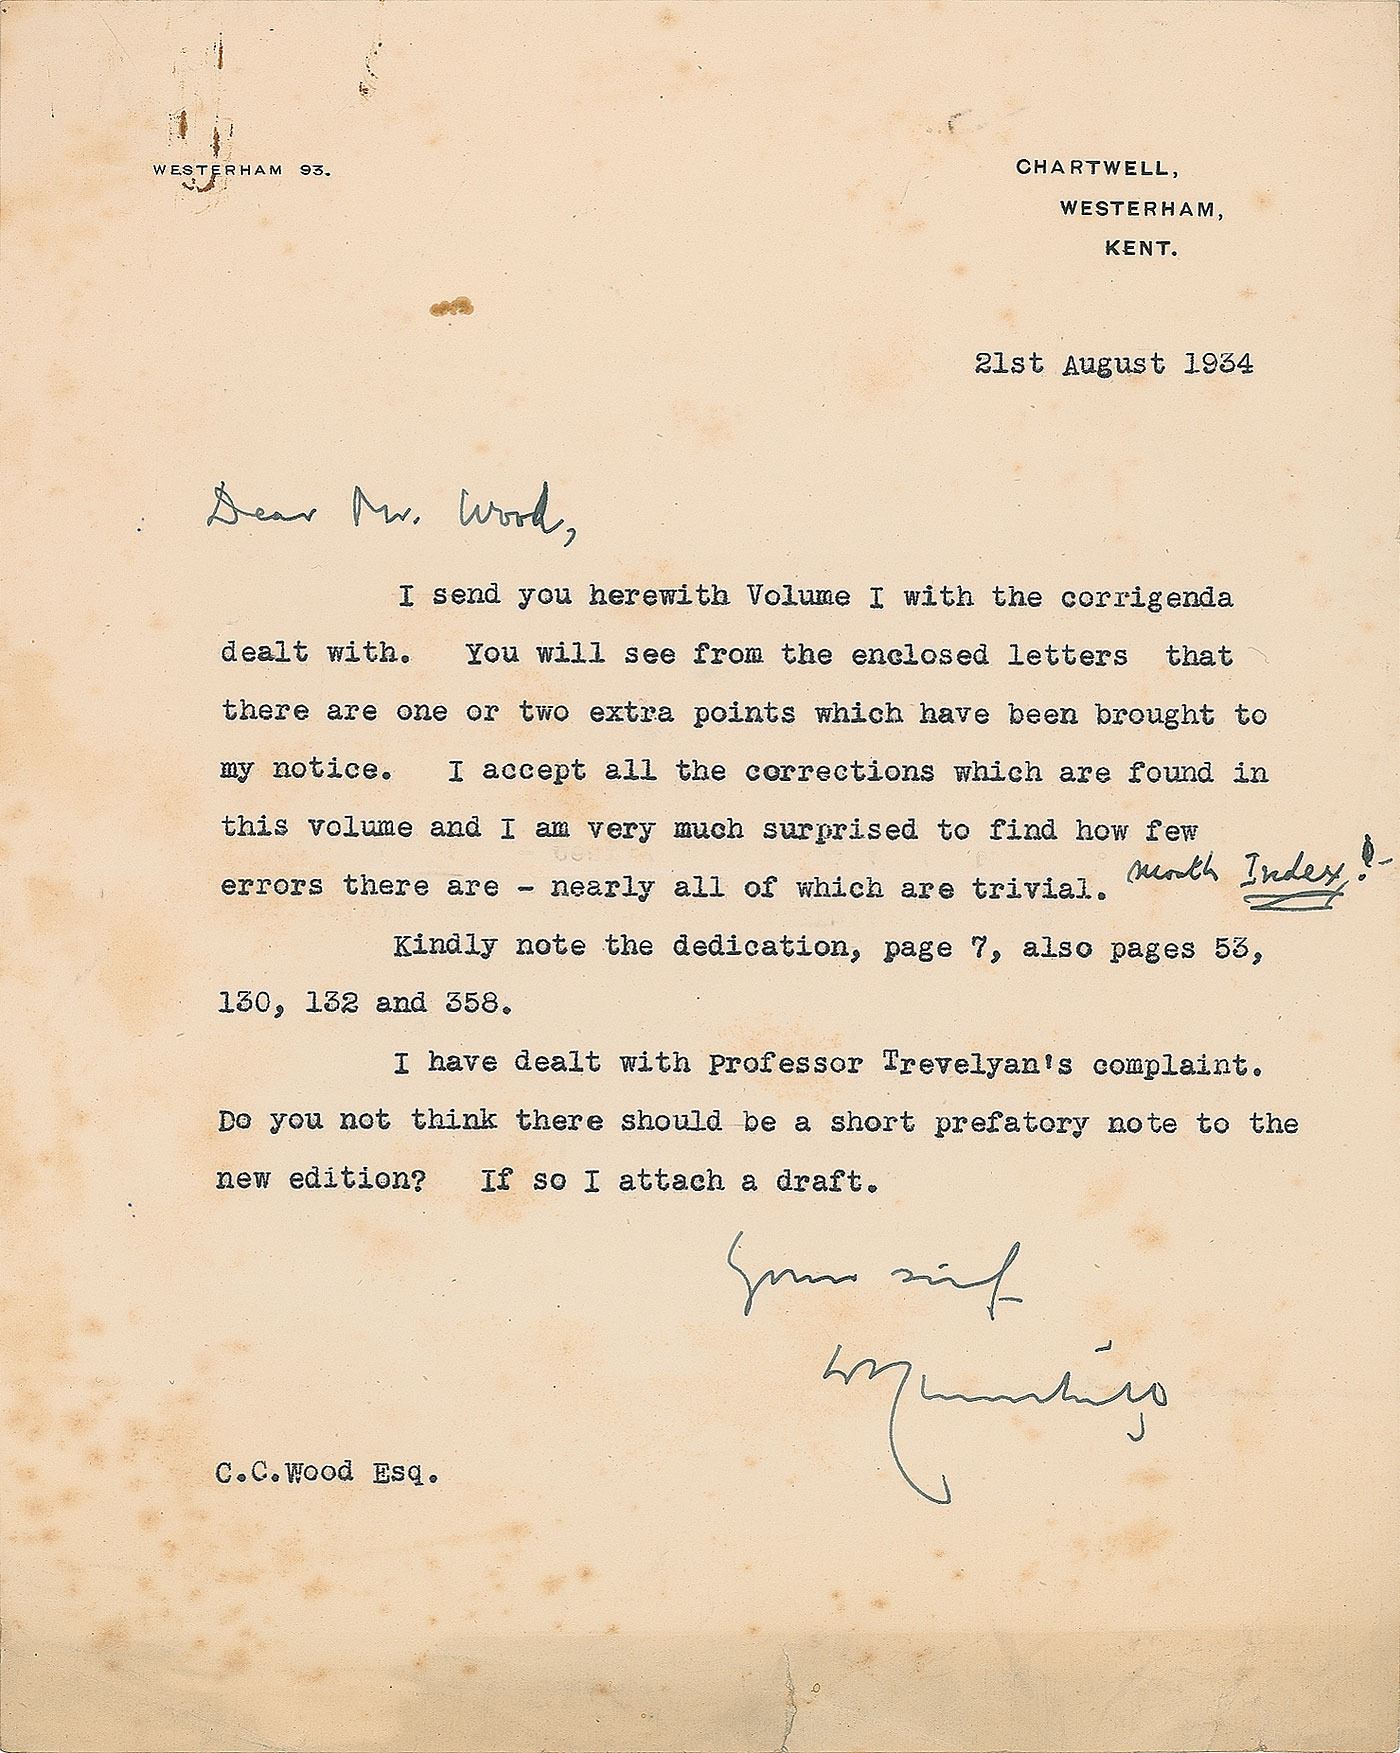 WESTERHAM 93.
CHARTWELL,
WESTERHAM,
KENT.
21st August 1934
Dear Mr. Wood,
I send you herewith Volume I with the corrigenda
dealt with. You will see from the enclosed letters that
there are one or two extra points which have been brought to
my notice. I accept all the corrections which are found in
this volume and I am very much surprised to find how few
errors there are - nearly all of which are trivial. Index!-
Kindly note the dedication, page 7, also pages 53,
130, 132 and 358.
I have dealt with Professor Trevelyan's complaint.
Do you not think there should be a short prefatory note to the
new edition? If so I attach a draft.
Yours
C.C.Wood Esq.